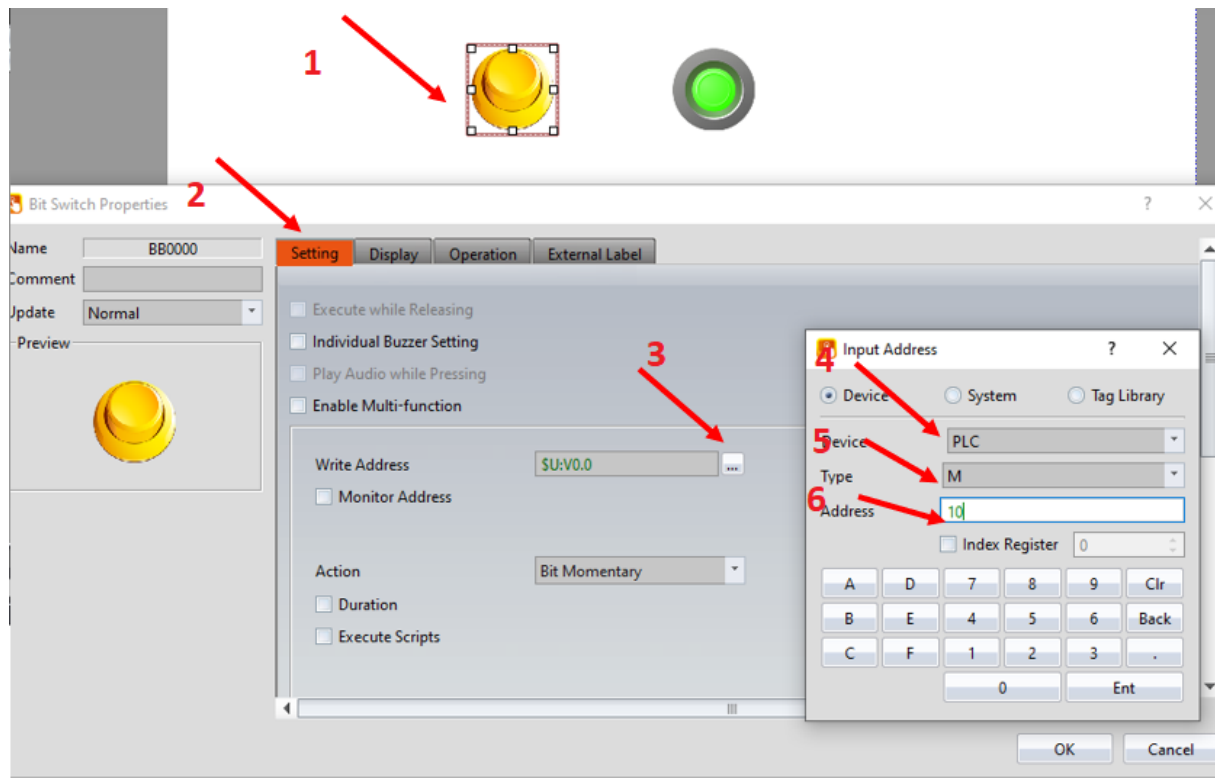 1
2
Bit Switch Properties
?
Name
BB0000
Comment
Update
Normal
Preview
Setting
Display
Operation
External Label
Execute while Releasing
Individual Buzzer Setting
Play Audio while Pressing
Enable Multi-function
3
Write Address
$U:V0.0
...
Monitor Address
Action
Bit Momentary
Duration
Execute Scripts
Input Address
?
4
Device
System
Tag Library
5
Device
PLC
Type
M
6
Address
10
Index Register
0
A D 7 8 9 Clr
B E 4 5 6 Back
C F 1 2 3 .
0 Ent
OK
Cancel